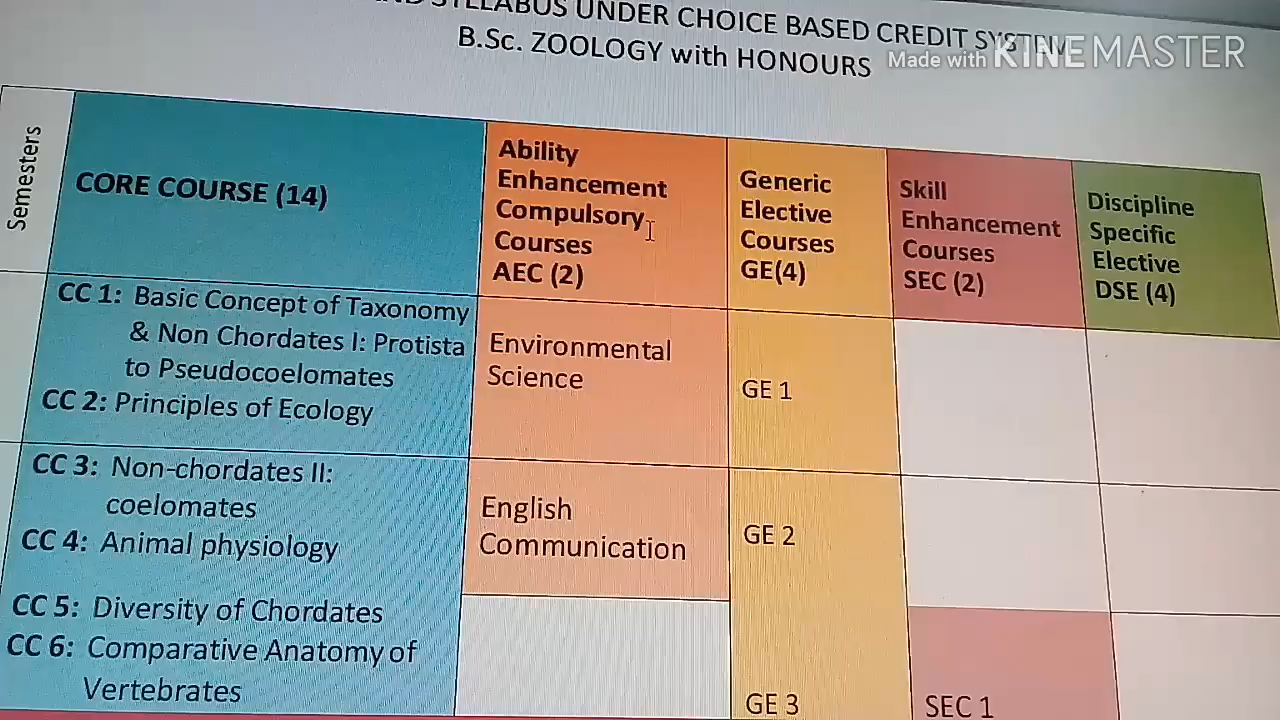 SYLLABUS UNDER CHOICE BASED CREDIT SYSTEM
B.Sc. ZOOLOGY with HONOURS
Made with KINEMASTER
Semesters
CORE COURSE (14)
Ability
Enhancement
Compulsory
Courses
AEC (2)
Generic
Elective
Courses
GE(4)
Skill
Enhancement
Courses
SEC (2)
Discipline
Specific
Elective
DSE (4)
CC 1: Basic Concept of Taxonomy
& Non Chordates I: Protista
to Pseudocoelomates
CC 2: Principles of Ecology
Environmental
Science
GE 1
CC 3: Non-chordates II:
coelomates
CC 4: Animal physiology
English
Communication
GE 2
CC 5: Diversity of Chordates
CC 6: Comparative Anatomy of
Vertebrates
GE 3
SEC 1